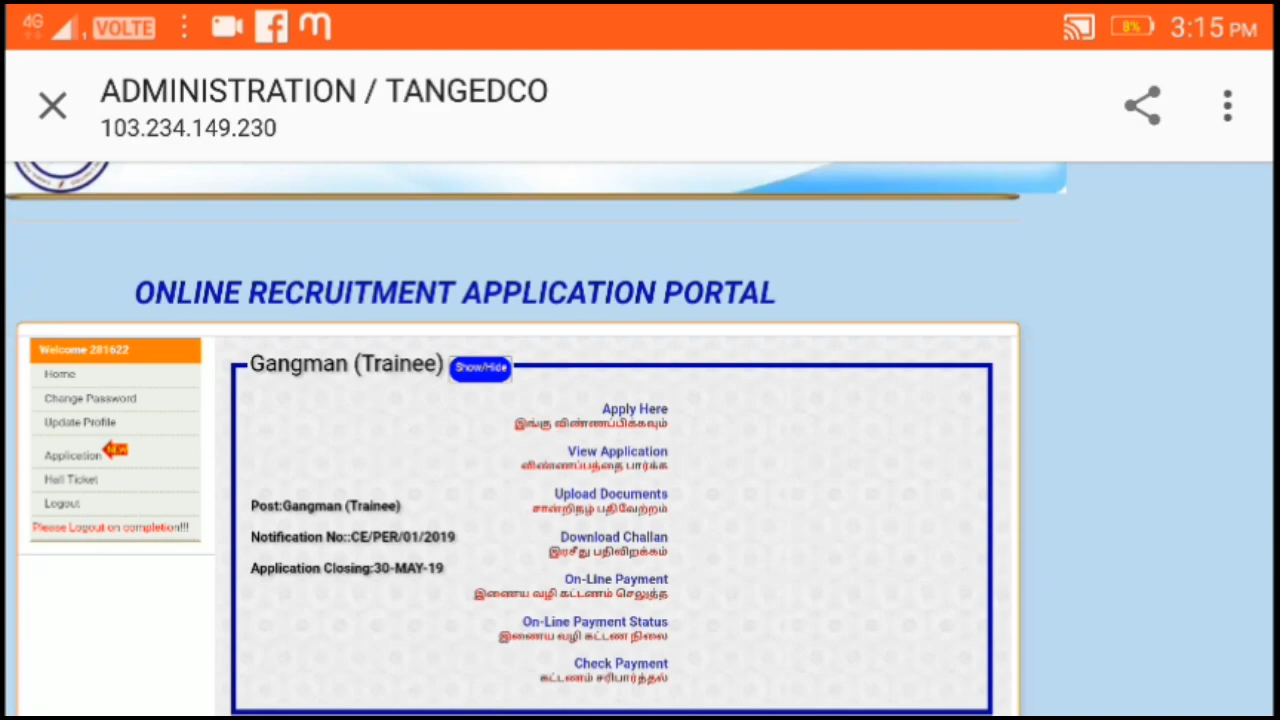 4G VOLTE 8% 3:15 PM
ADMINISTRATION / TANGEDCO
103.234.149.230
ONLINE RECRUITMENT APPLICATION PORTAL
Welcome 281622
Home
Change Password
Update Profile
Application NEW
Hall Ticket
Logout
Please Logout on completion!!!
Gangman (Trainee) Show/Hide
Post:Gangman (Trainee)
Notification No::CE/PER/01/2019
Application Closing:30-MAY-19
Apply Here
இங்கு விண்ணப்பிக்கவும்
View Application
விண்ணப்பத்தை பார்க்க
Upload Documents
சான்றிதழ் பதிவேற்றம்
Download Challan
இரசீது பதிவிறக்கம்
On-Line Payment
இணைய வழி கட்டணம் செலுத்த
On-Line Payment Status
இணைய வழி கட்டண நிலை
Check Payment
கட்டணம் சரிபார்த்தல்